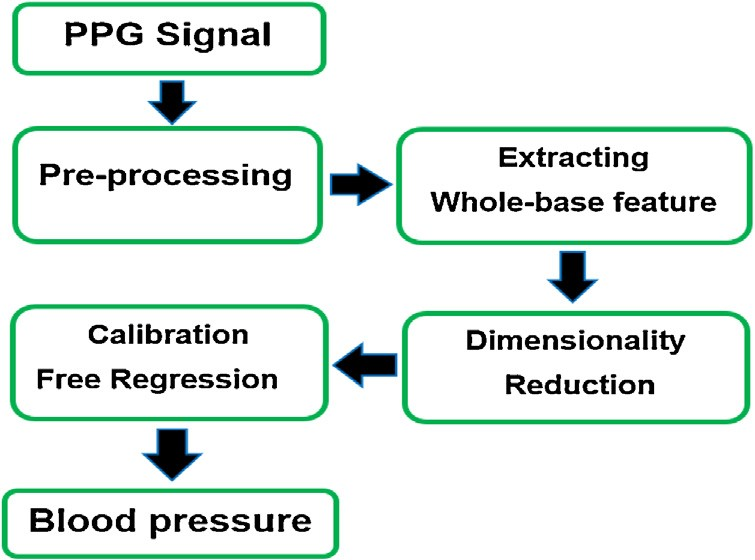 PPG Signal
Pre-processing
Extracting
Whole-base feature
Dimensionality
Reduction
Calibration
Free Regression
Blood pressure